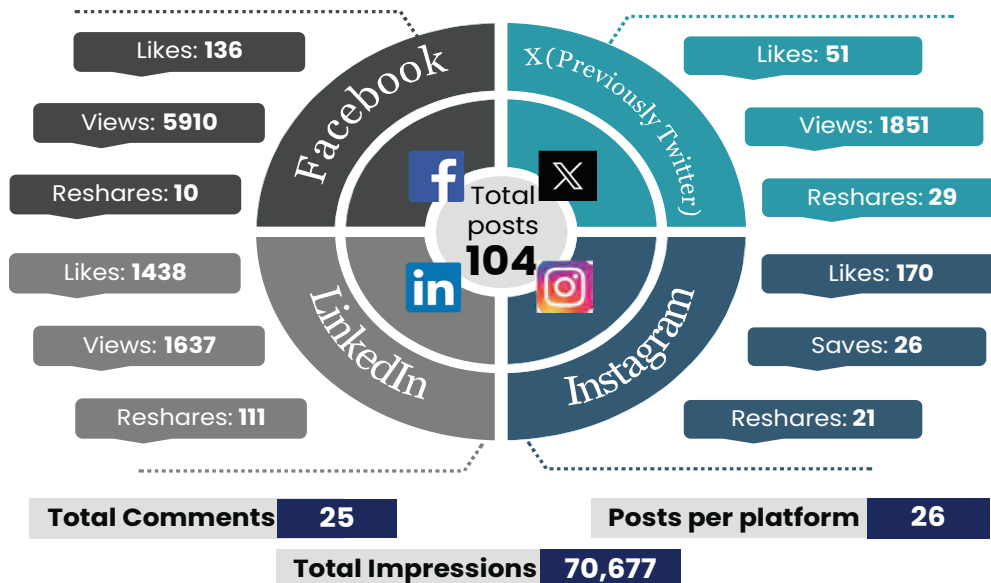 Facebook
Likes: 136
Views: 5910
Reshares: 10
X(Previously Twitter)
Likes: 51
Views: 1851
Reshares: 29
Total
posts
104
LinkedIn
Likes: 1438
Views: 1637
Reshares: 111
Instagram
Likes: 170
Saves: 26
Reshares: 21
Total Comments 25
Posts per platform 26
Total Impressions 70,677